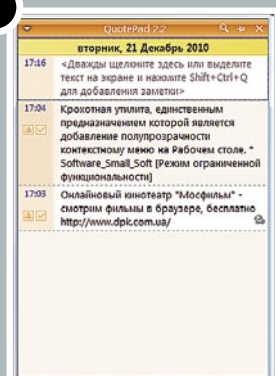 QuotePad 2.2
вторник, 21 Декабрь 2010
17:16 <Дважды щелкните здесь или выделите
текст на экране и нажмите Shift+Ctrl+Q
для добавления заметки>
17:04 Крохотная утилита, единственным
предназначением которой является
добавление полупрозрачности
контекстному меню на Рабочем столе. *
Software_Small_Soft [Режим ограниченной
функциональности]
17:03 Онлайновый кинотеатр "Мосфильм" -
смотрим фильмы в браузере, бесплатно
http://www.dpk.com.ua/